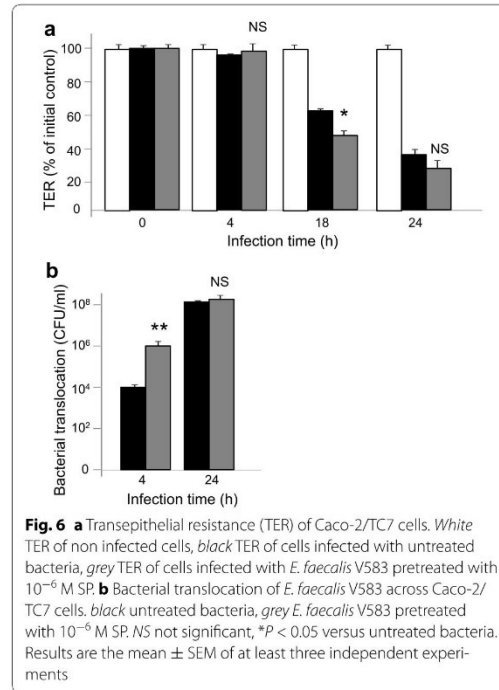 a
NS
100
80
60
40
20
0
TER (% of initial control)
*
NS
0 4 18 24
Infection time (h)
b
NS
10⁸
10⁶
10⁴
10²
0
Bacterial translocation (CFU/ml)
**
4 24
Infection time (h)
Fig. 6 a Transepithelial resistance (TER) of Caco-2/TC7 cells. White
TER of non infected cells, black TER of cells infected with untreated
bacteria, grey TER of cells infected with E. faecalis V583 pretreated with
10⁻⁶ M SP. b Bacterial translocation of E. faecalis V583 across Caco-2/
TC7 cells. black untreated bacteria, grey E. faecalis V583 pretreated
with 10⁻⁶ M SP. NS not significant, *P < 0.05 versus untreated bacteria.
Results are the mean ± SEM of at least three independent experi-
ments